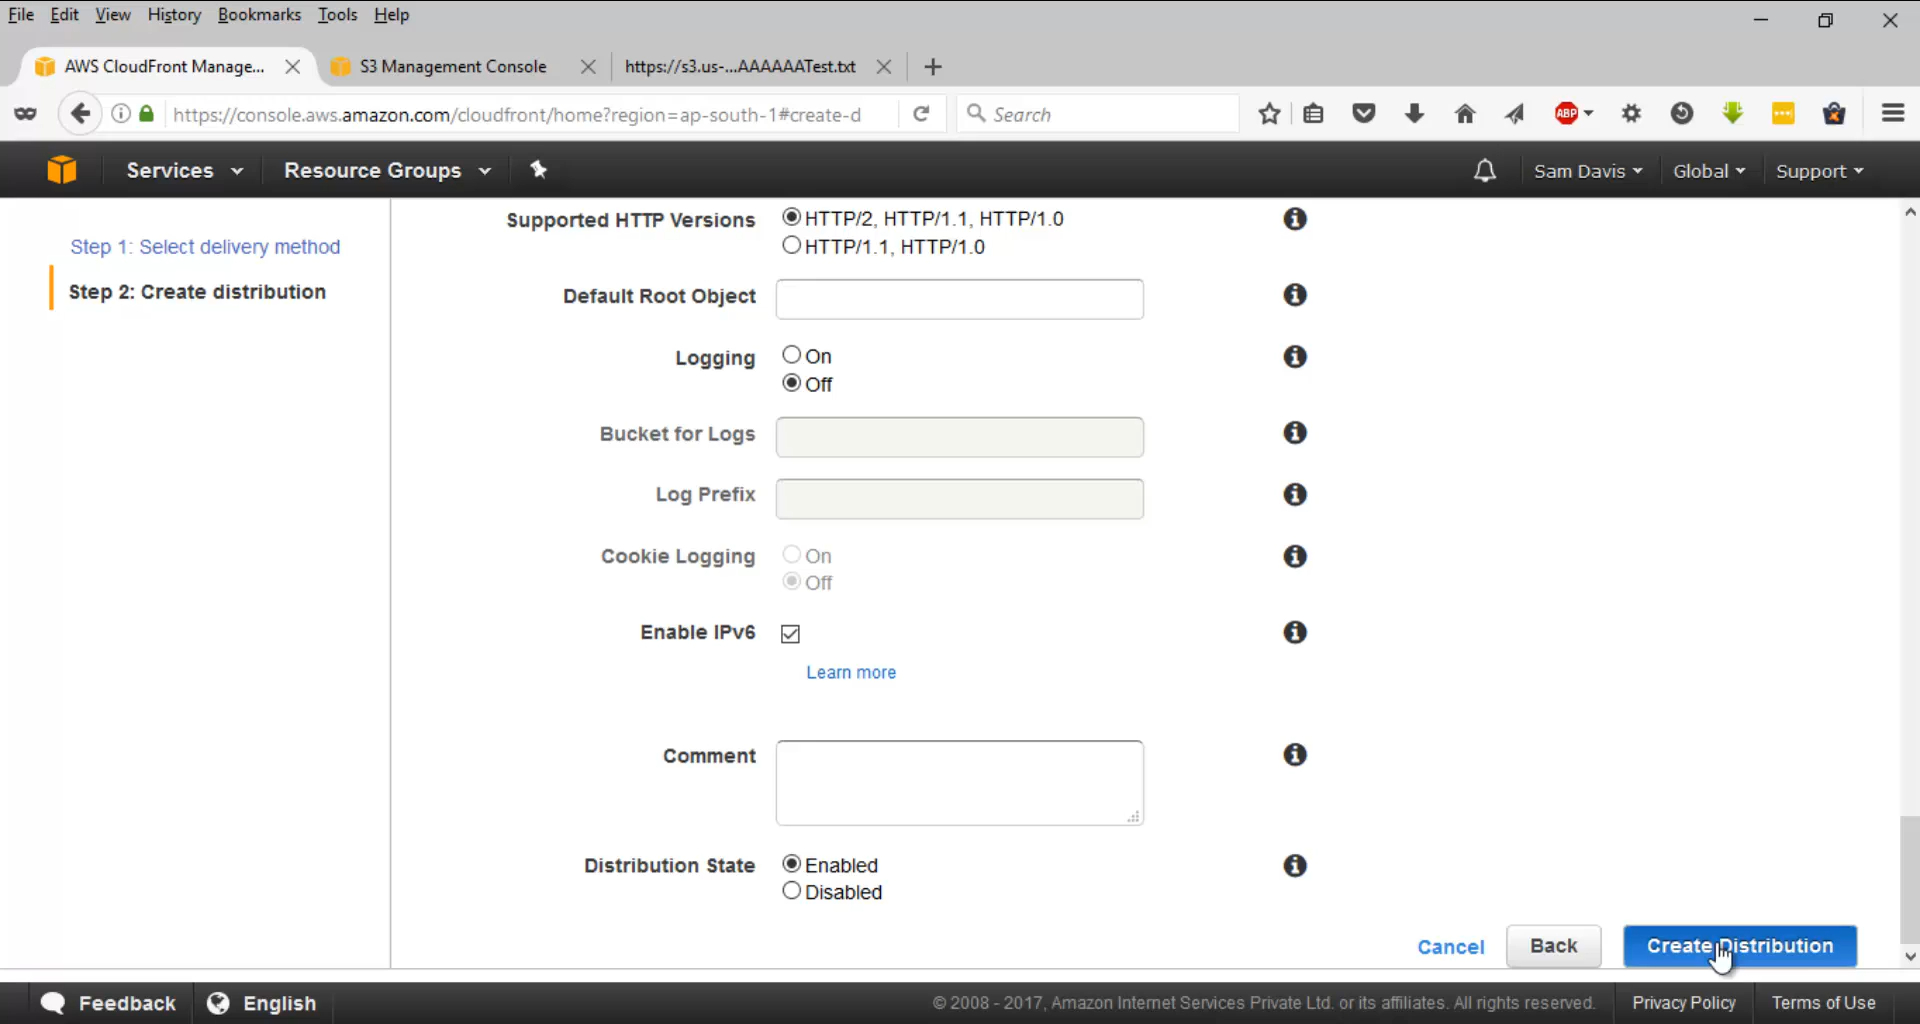 File Edit View History Bookmarks Tools Help
AWS CloudFront Manage...
S3 Management Console
https://s3.us-...AAAAAATest.txt
https://console.aws.amazon.com/cloudfront/home?region=ap-south-1#create-d
Search
ABP
Services
Resource Groups
Sam Davis
Global
Support
Step 1: Select delivery method
Step 2: Create distribution
Supported HTTP Versions
HTTP/2, HTTP/1.1, HTTP/1.0
HTTP/1.1, HTTP/1.0
Default Root Object
Logging
On
Off
Bucket for Logs
Log Prefix
Cookie Logging
On
Off
Enable IPv6
Learn more
Comment
Distribution State
Enabled
Disabled
Cancel
Back
Create Distribution
Feedback
English
© 2008 - 2017, Amazon Internet Services Private Ltd. or its affiliates. All rights reserved.
Privacy Policy
Terms of Use